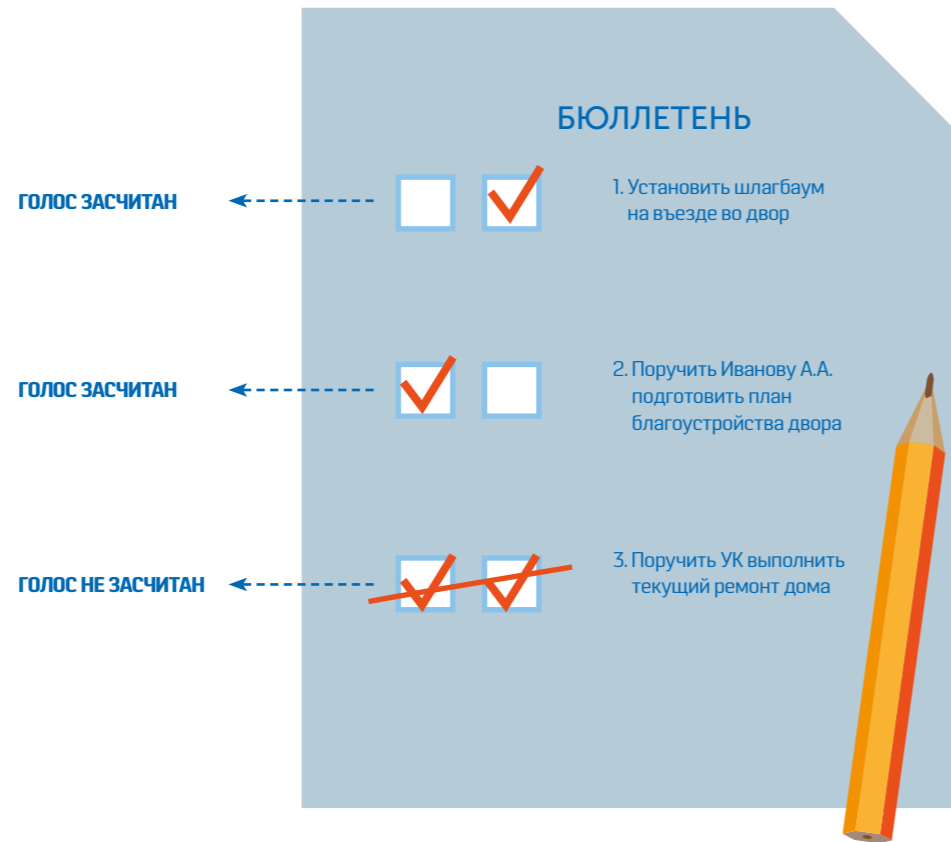 БЮЛЛЕТЕНЬ
ГОЛОС ЗАСЧИТАН
1. Установить шлагбаум
на въезде во двор
ГОЛОС ЗАСЧИТАН
2. Поручить Иванову А.А.
подготовить план
благоустройства двора
ГОЛОС НЕ ЗАСЧИТАН
3. Поручить УК выполнить
текущий ремонт дома